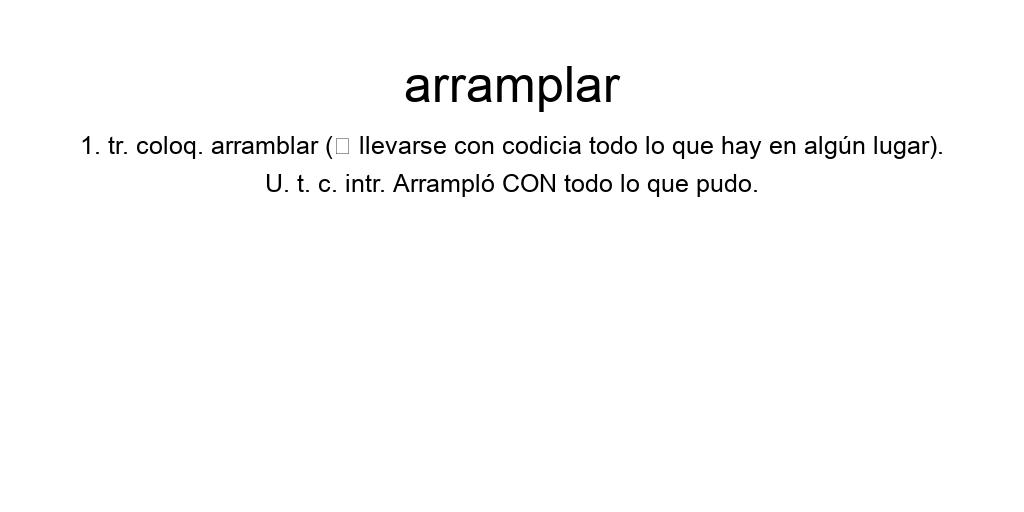 arramplar
1. tr. coloq. arramblar (▯ llevarse con codicia todo lo que hay en algún lugar).
U. t. c. intr. Arrampló CON todo lo que pudo.